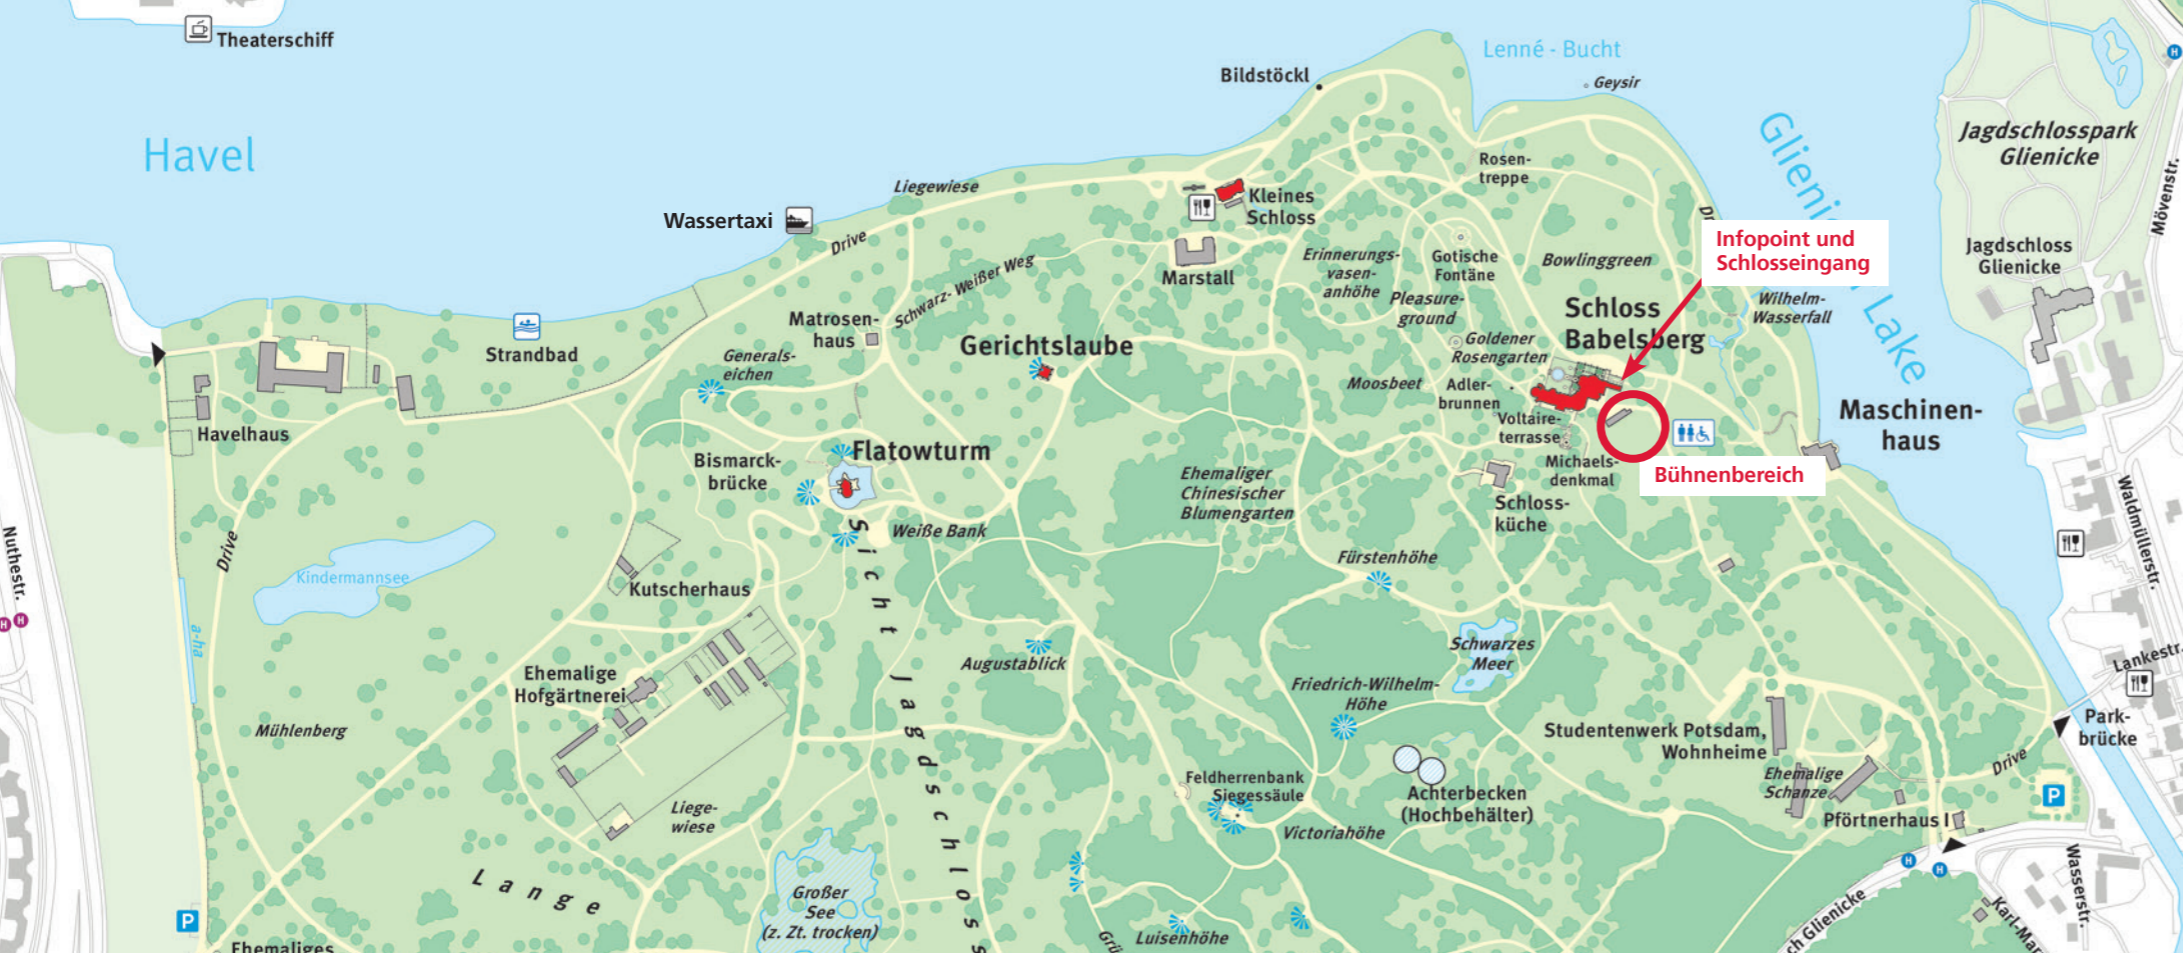 Theaterschiff
Havel
Wassertaxi
Liegewiese
Drive
Schwarz-Weißer Weg
Bildstöckl
Lenné - Bucht
Geysir
Rosen-
treppe
Kleines
Schloss
Marstall
Erinnerungs-
vasen-
anhöhe
Gotische
Fontäne
Pleasure-
ground
Bowlinggreen
Goldener
Rosengarten
Moosbeet
Adler-
brunnen
Voltaire-
terrasse
Michaels-
denkmal
Schloss
Babelsberg
Infopoint und
Schlosseingang
Bühnenbereich
Wilhelm-
Wasserfall
Lake
Jagdschlosspark
Glienicke
Jagdschloss
Glienicke
Mövenstr.
H
Maschinen-
haus
Schloss-
küche
Strandbad
Matrosen-
haus
Generals-
eichen
Gerichtslaube
Flatowturm
Bismarck-
brücke
Weiße Bank
Havelhaus
Drive
Kindermannsee
a-ha
Nuthestr.
H H
Kutscherhaus
Ehemalige
Hofgärtnerei
Mühlenberg
Liege-
wiese
Lange
Sicht Jagdschloss
Großer
See
(z. Zt. trocken)
P
Ehemaliges
Augustablick
Ehemaliger
Chinesischer
Blumengarten
Fürstenhöhe
Schwarzes
Meer
Friedrich-Wilhelm-
Höhe
Feldherrenbank
Siegessäule
Victoriahöhe
Achterbecken
(Hochbehälter)
Luisenhöhe
Studentenwerk Potsdam,
Wohnheime
Ehemalige
Schanze
Pförtnerhaus I
Drive
Park-
brücke
P
H
H
Waldmüllerstr.
Lankestr.
Wasserstr.